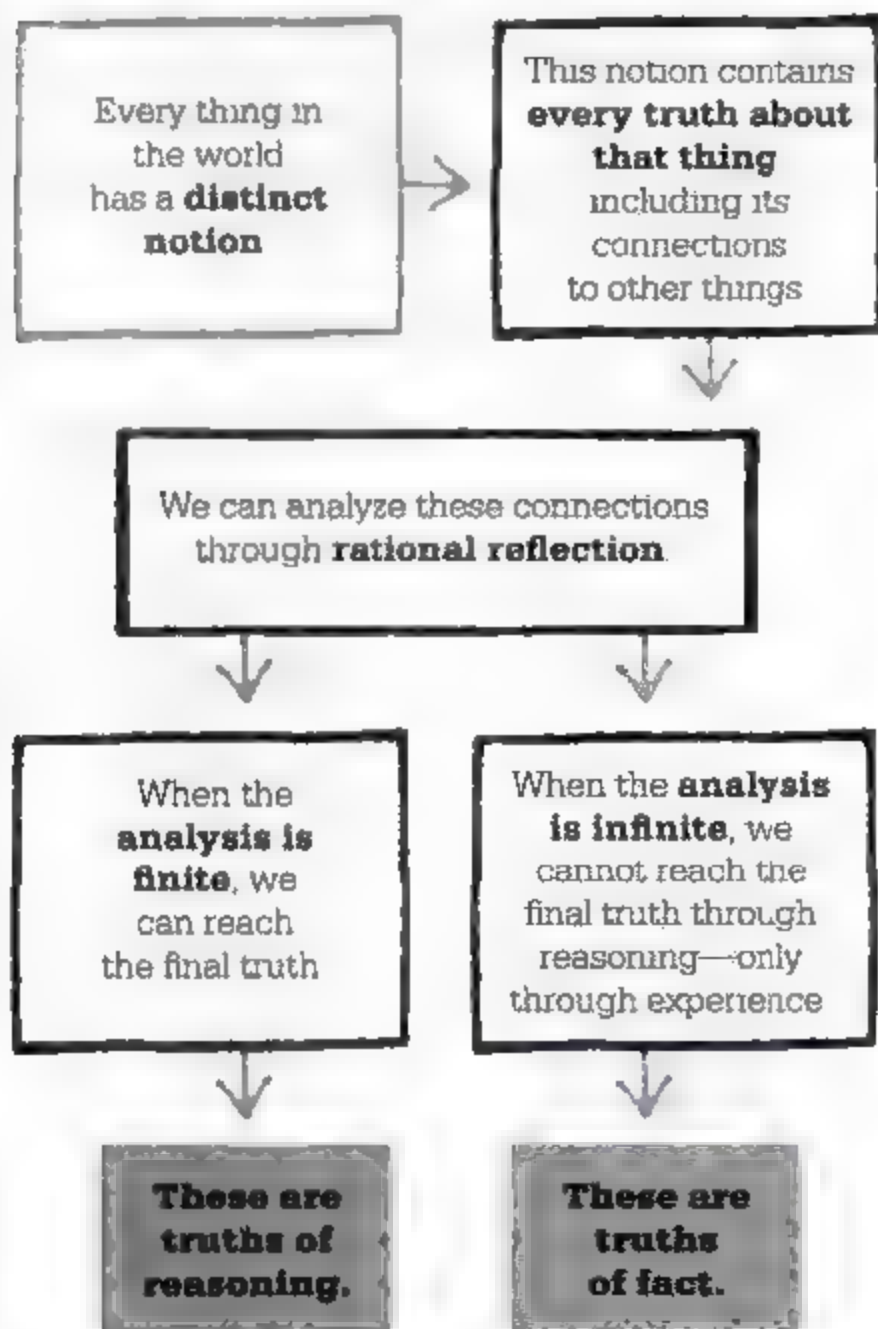 Every thing in
the world
has a distinct
notion
This notion contains
every truth about
that thing
including its
connections
to other things
We can analyze these connections
through rational reflection
When the
analysis is
finite, we
can reach
the final truth
When the analysis
is infinite, we
cannot reach the
final truth through
reasoning—only
through experience
These are
truths of
reasoning.
These are
truths
of fact.